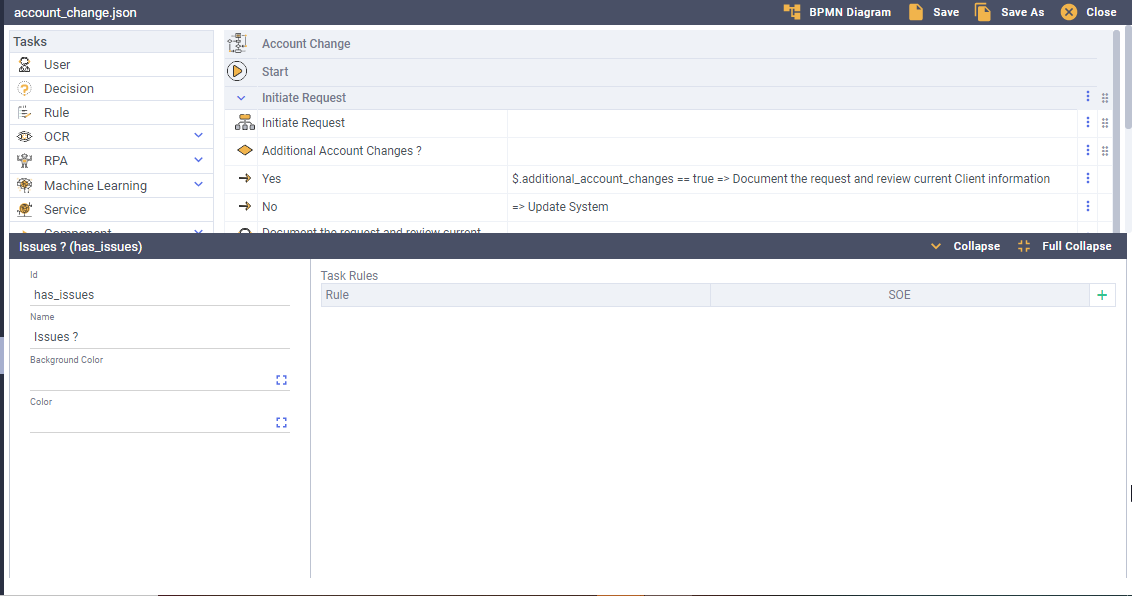 account_change.json
BPMN Diagram Save Save As Close
Tasks
User
Decision
Rule
OCR
RPA
Machine Learning
Service
Component
Account Change
Start
Initiate Request
Initiate Request
Additional Account Changes ?
Yes $.additional_account_changes == true => Document the request and review current Client information
No => Update System
Document the request and review current
Issues ? (has_issues) Collapse Full Collapse
Id
has_issues
Name
Issues ?
Background Color
Color
Task Rules
Rule SOE +